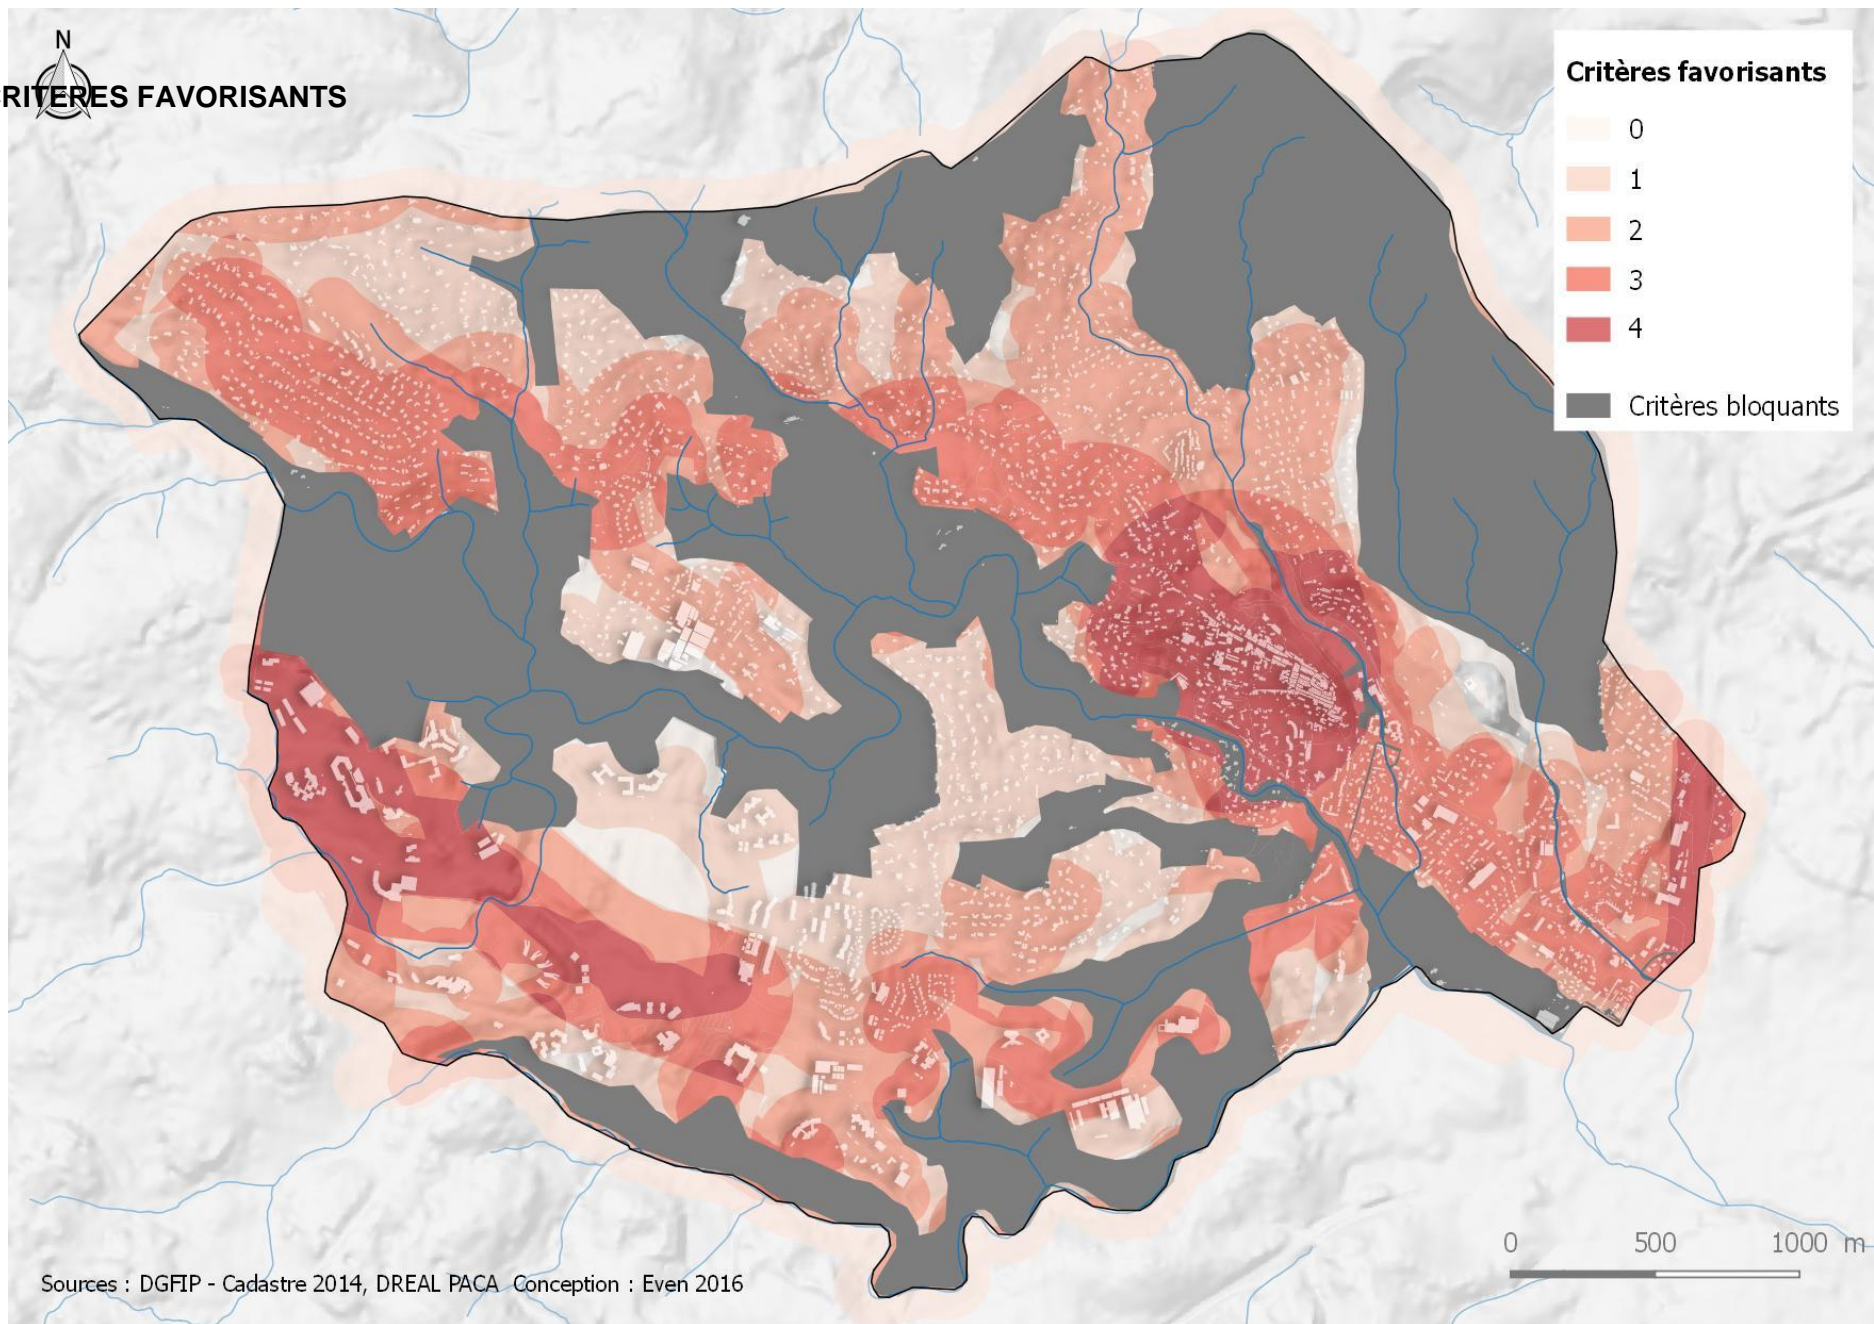 N
CRITERES FAVORISANTS
Critères favorisants
0
1
2
3
4
Critères bloquants
0 500 1000 m
Sources : DGFIP - Cadastre 2014, DREAL PACA Conception : Even 2016